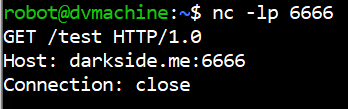 robot@dvmachine:~$ nc -lp 6666
GET /test HTTP/1.0
Host: darkside.me:6666
Connection: close